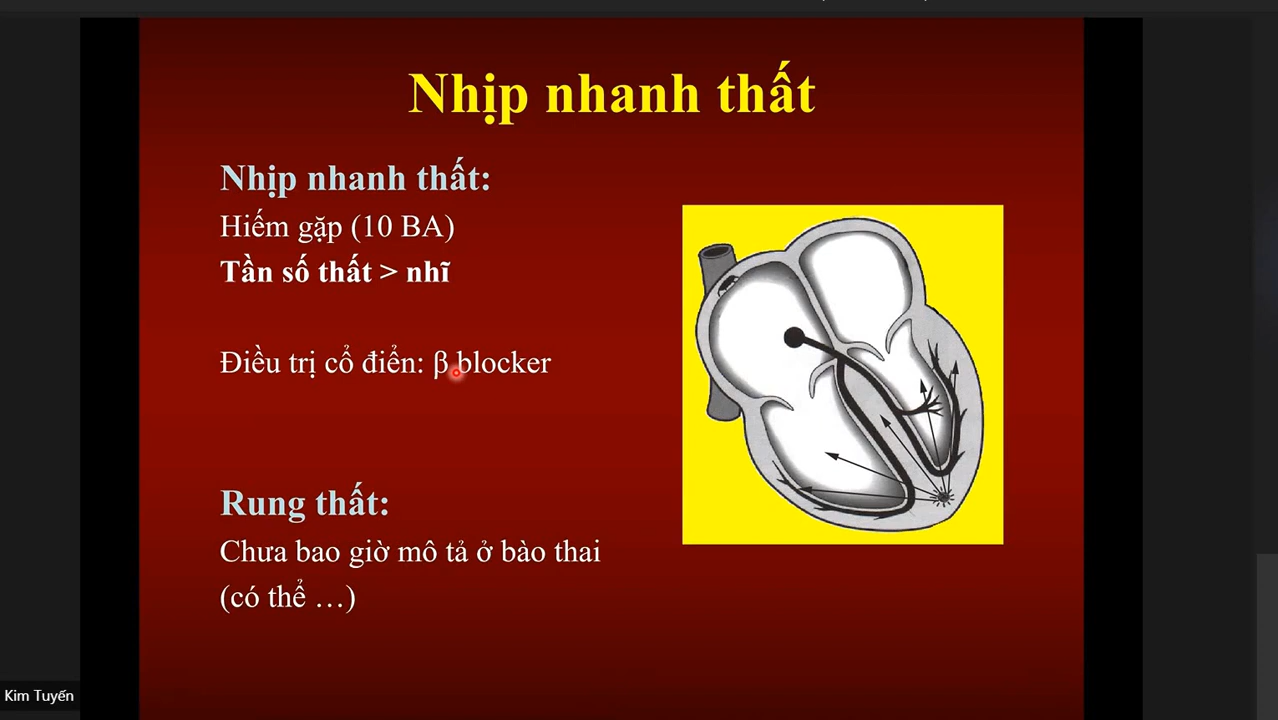 Nhịp nhanh thất
Nhịp nhanh thất:
Hiếm gặp (10 BA)
Tần số thất > nhĩ
Điều trị cổ điển: β blocker
Rung thất:
Chưa bao giờ mô tả ở bào thai
(có thể …)
Kim Tuyến